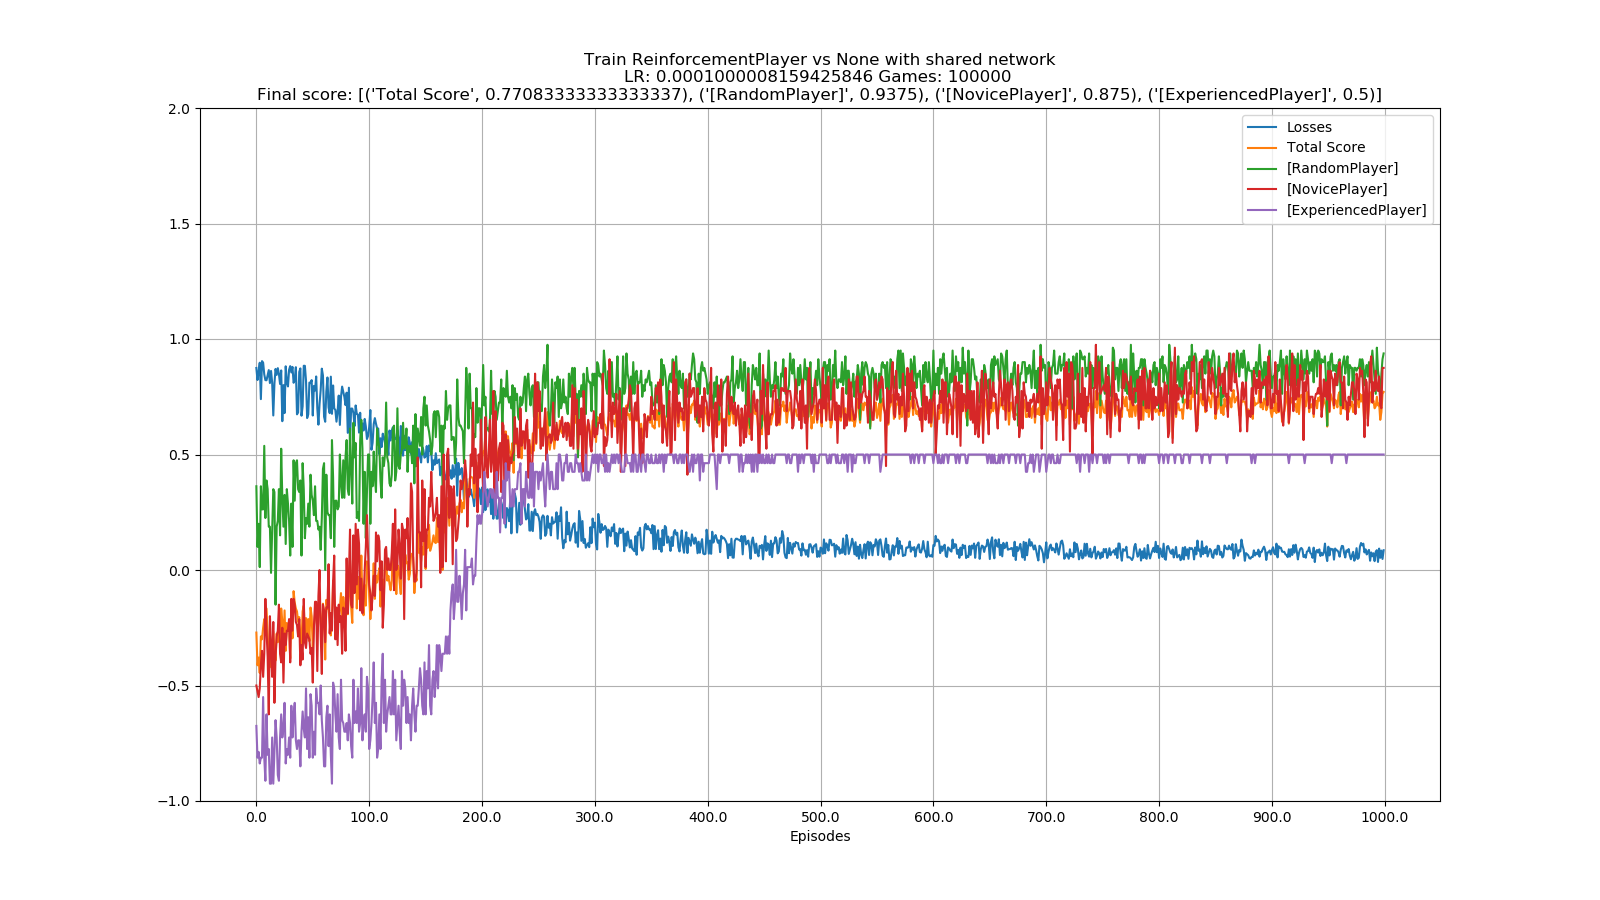 Train ReinforcementPlayer vs None with shared network
LR: 0.0001000008159425846 Games: 100000
Final score: [('Total Score', 0.77083333333333337), ('[RandomPlayer]', 0.9375), ('[NovicePlayer]', 0.875), ('[ExperiencedPlayer]', 0.5)]
2.0
1.5
1.0
0.5
0.0
−0.5
−1.0
Losses
Total Score
[RandomPlayer]
[NovicePlayer]
[ExperiencedPlayer]
0.0 100.0 200.0 300.0 400.0 500.0 600.0 700.0 800.0 900.0 1000.0
Episodes